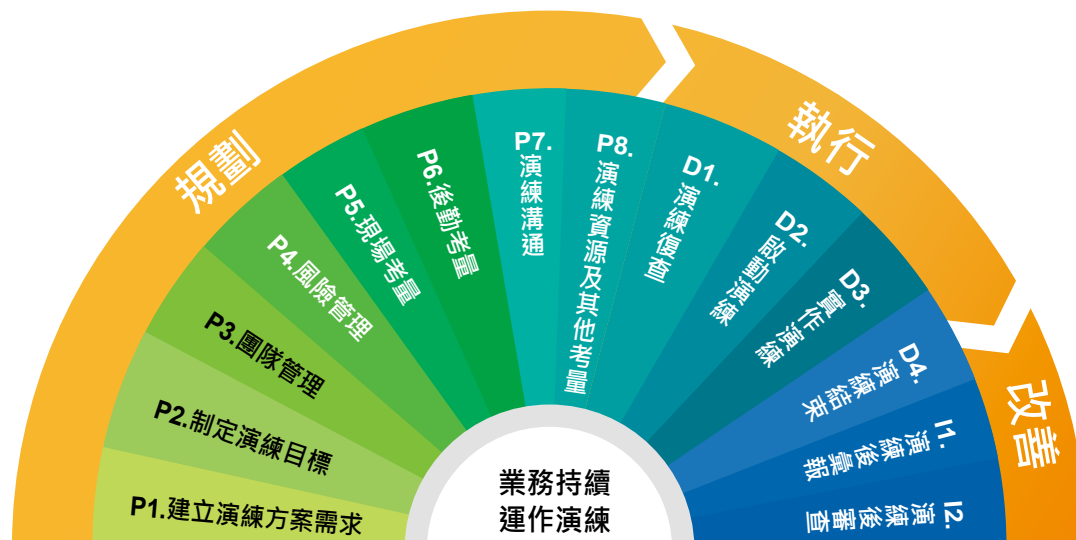 規劃
執行
改善
P1.建立演練方案需求
P2.制定演練目標
P3.團隊管理
P4.風險管理
P5.現場考量
P6.後勤考量
P7.演練溝通
P8.演練資源及其他考量
D1.演練復查
D2.啟動演練
D3.實作演練
D4.演練結束
I1.演練後彙報
I2.演練後審查
業務持續
運作演練